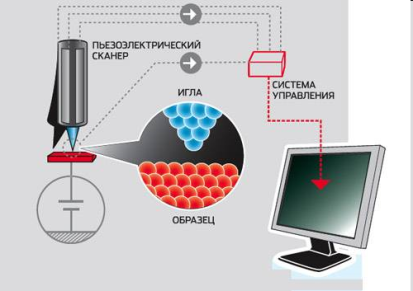 ПЬЕЗОЭЛЕКТРИЧЕСКИЙ
СКАНЕР
ИГЛА
СИСТЕМА
УПРАВЛЕНИЯ
ОБРАЗЕЦ